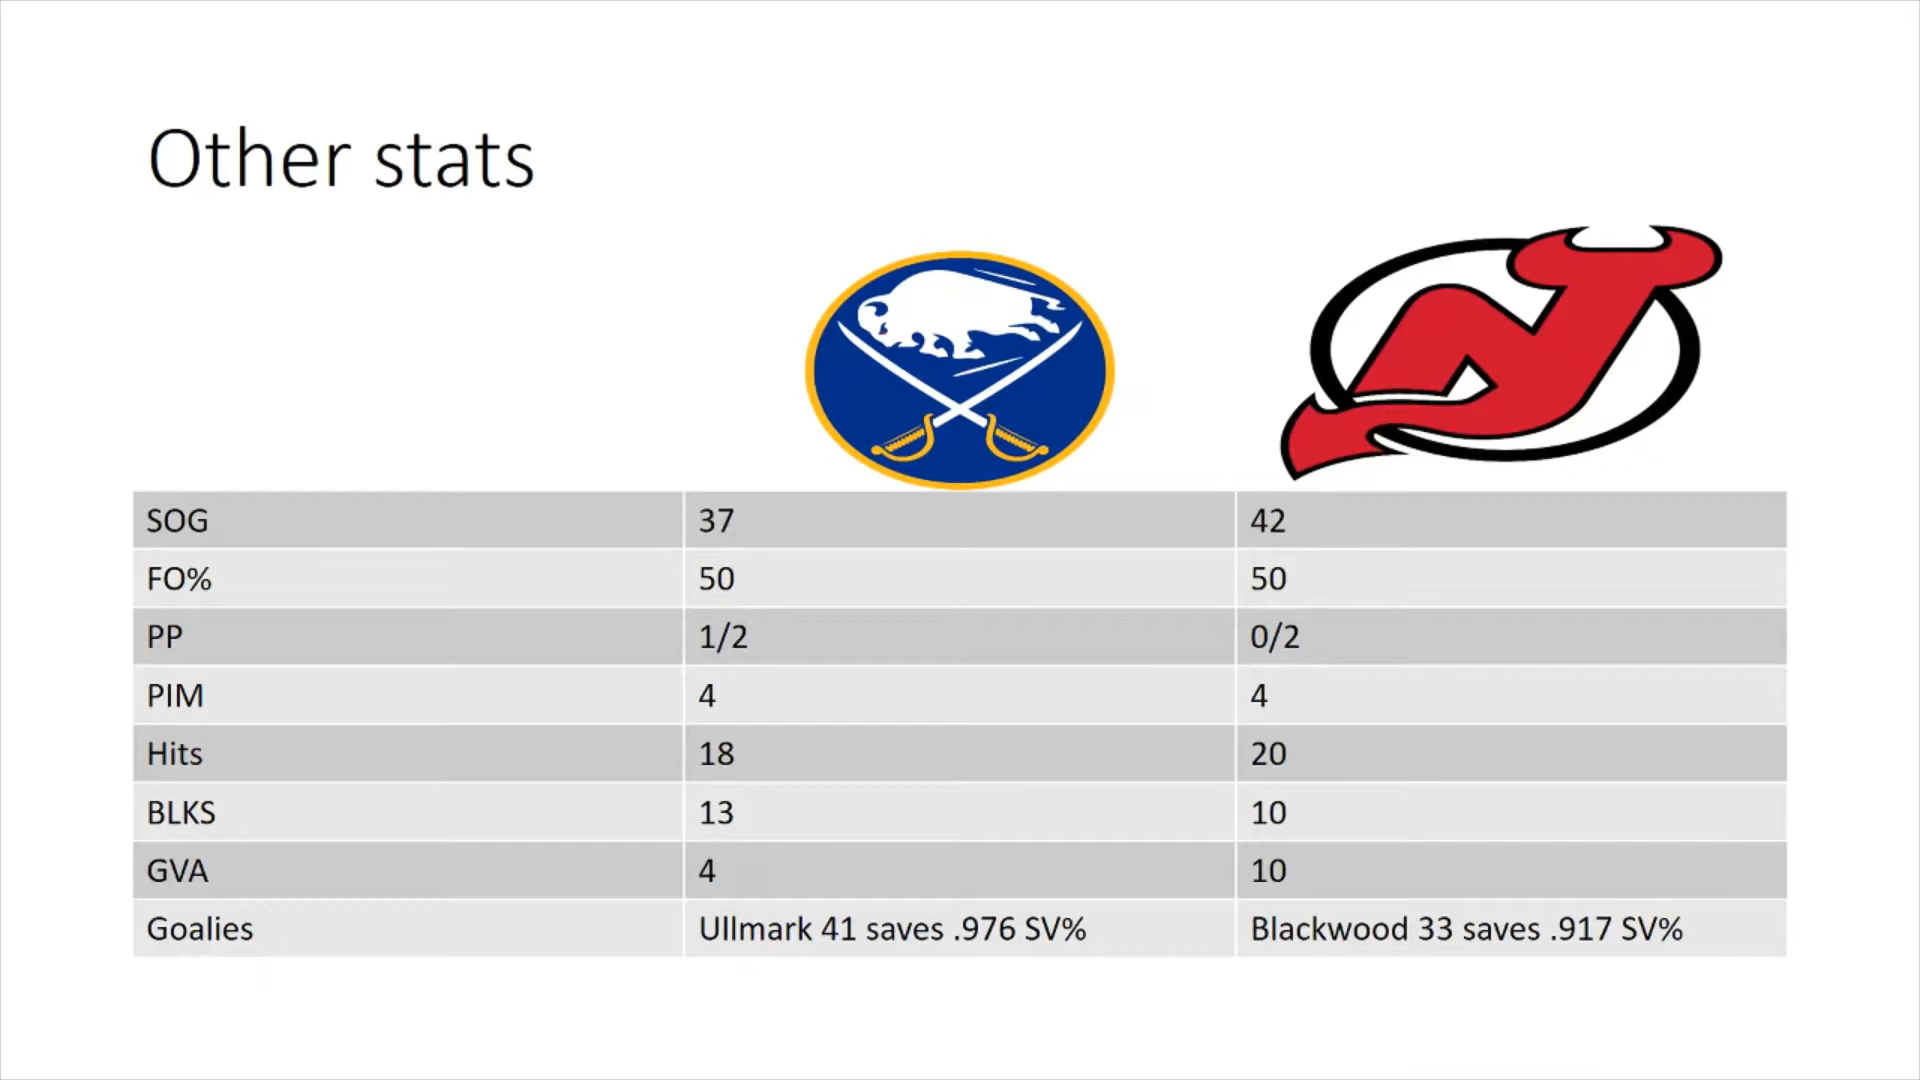 Other stats
SOG 37 42
FO% 50 50
PP 1/2 0/2
PIM 4 4
Hits 18 20
BLKS 13 10
GVA 4 10
Goalies Ullmark 41 saves .976 SV% Blackwood 33 saves .917 SV%